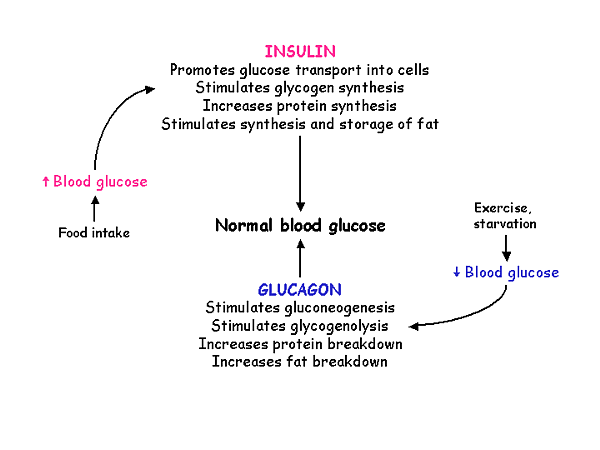 INSULIN
Promotes glucose transport into cells
Stimulates glycogen synthesis
Increases protein synthesis
Stimulates synthesis and storage of fat
↑ Blood glucose
Food intake
Normal blood glucose
Exercise,
starvation
↓ Blood glucose
GLUCAGON
Stimulates gluconeogenesis
Stimulates glycogenolysis
Increases protein breakdown
Increases fat breakdown